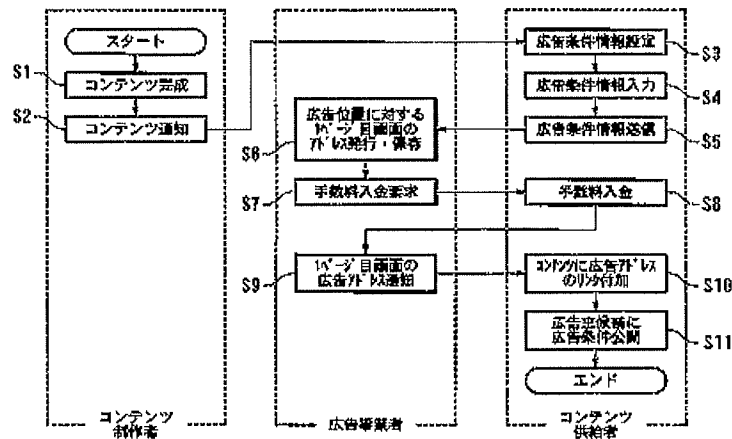 スタート
S1
コンテンツ完成
S2
コンテンツ通知
広告条件情報設定
S3
広告条件情報入力
S4
広告条件情報送信
S5
広告位置に対する
1ページ目画面の
アドレス発行・保存
S6
手数料入金要求
S7
手数料入金
S8
1ページ目画面の
広告アドレス通知
S9
コンテンツに広告アドレス
のリンク付加
S10
広告主候補に
広告条件公開
S11
エンド
コンテンツ
制作者
広告事業者
コンテンツ
供給者